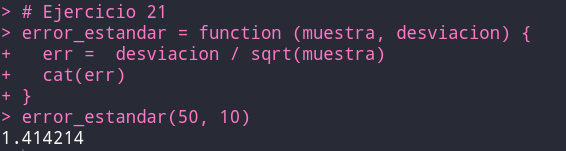 > # Ejercicio 21
> error_estandar = function (muestra, desviacion) {
+   err =  desviacion / sqrt(muestra)
+   cat(err)
+ }
> error_estandar(50, 10)
1.414214